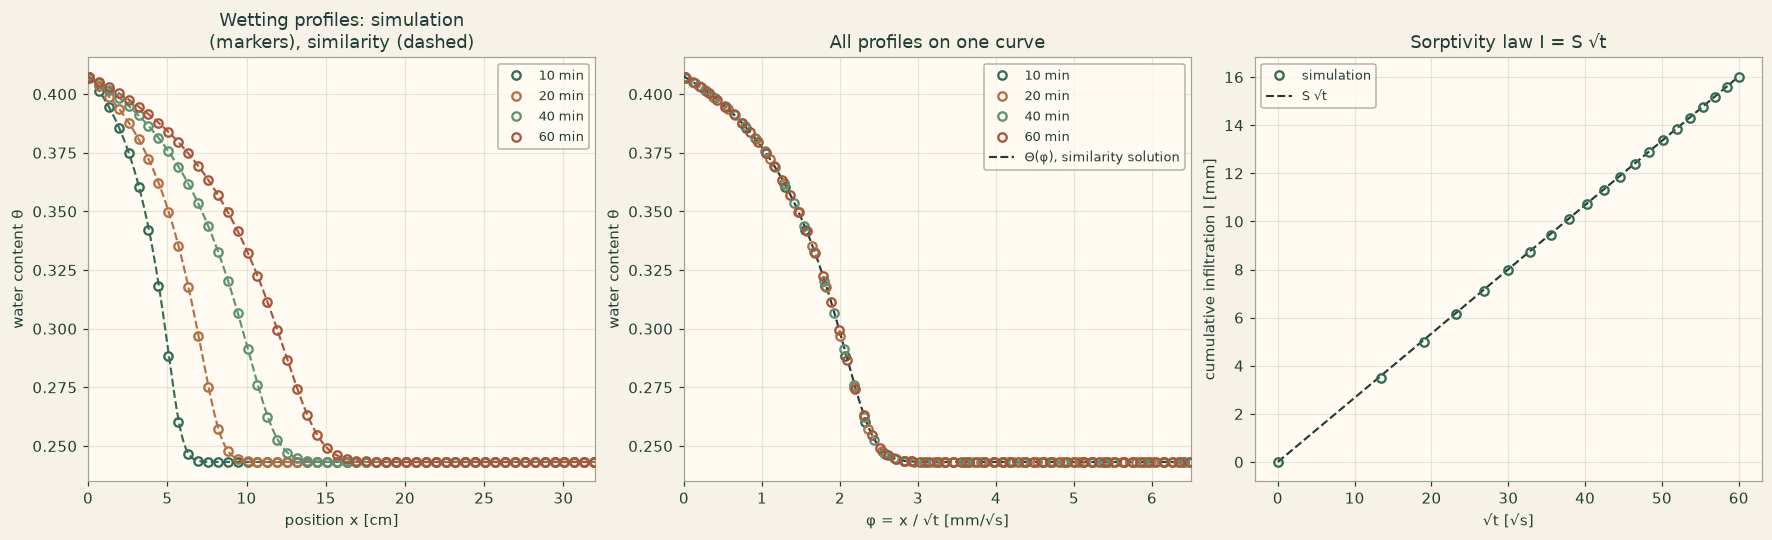 Wetting profiles: simulation
(markers), similarity (dashed)
10 min
20 min
40 min
60 min
0.400
0.375
0.350
0.325
0.300
0.275
0.250
water content θ
0
5
10
15
20
25
30
position x [cm]
All profiles on one curve
10 min
20 min
40 min
60 min
Θ(φ), similarity solution
0.400
0.375
0.350
0.325
0.300
0.275
0.250
water content θ
0
1
2
3
4
5
6
φ = x / √t [mm/√s]
Sorptivity law I = S √t
simulation
S √t
16
14
12
10
8
6
4
2
0
cumulative infiltration I [mm]
0
10
20
30
40
50
60
√t [√s]